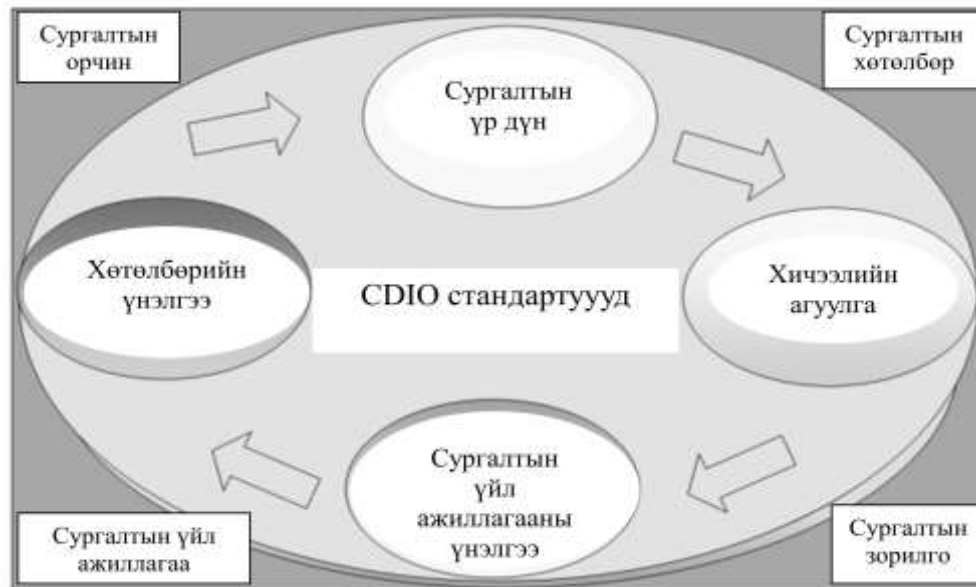 Сургалтын
орчин
Сургалтын
хөтөлбөр
Сургалтын
үр дүн
Хөтөлбөрийн
үнэлгээ
CDIO стандартуууд
Хичээлийн
агуулга
Сургалтын
үйл
ажиллагааны
үнэлгээ
Сургалтын үйл
ажиллагаа
Сургалтын
зорилго